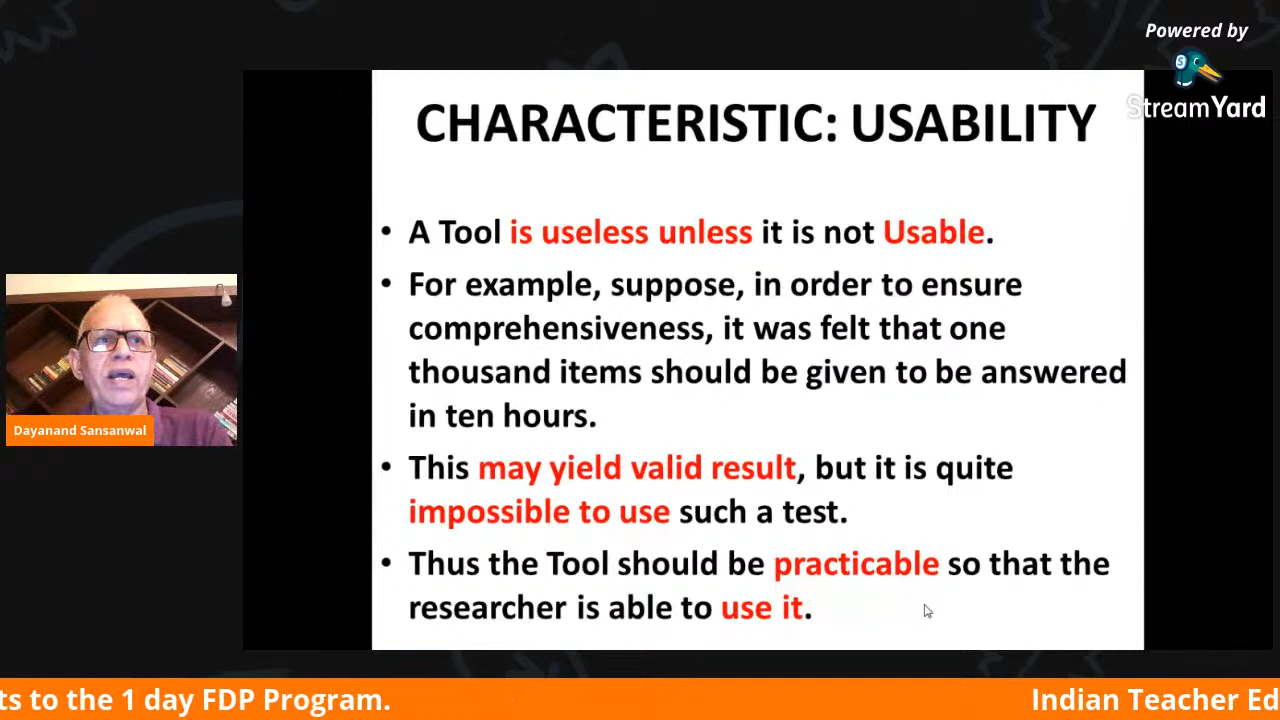 Powered by
StreamYard
CHARACTERISTIC: USABILITY
• A Tool is useless unless it is not Usable.
• For example, suppose, in order to ensure
comprehensiveness, it was felt that one
thousand items should be given to be answered
in ten hours.
• This may yield valid result, but it is quite
impossible to use such a test.
• Thus the Tool should be practicable so that the
researcher is able to use it.
Dayanand Sansanwal
ts to the 1 day FDP Program.
Indian Teacher Ed